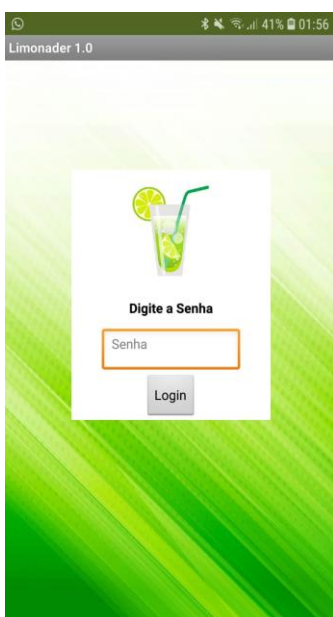 41% 01:56
Limonader 1.0
Digite a Senha
Senha
Login